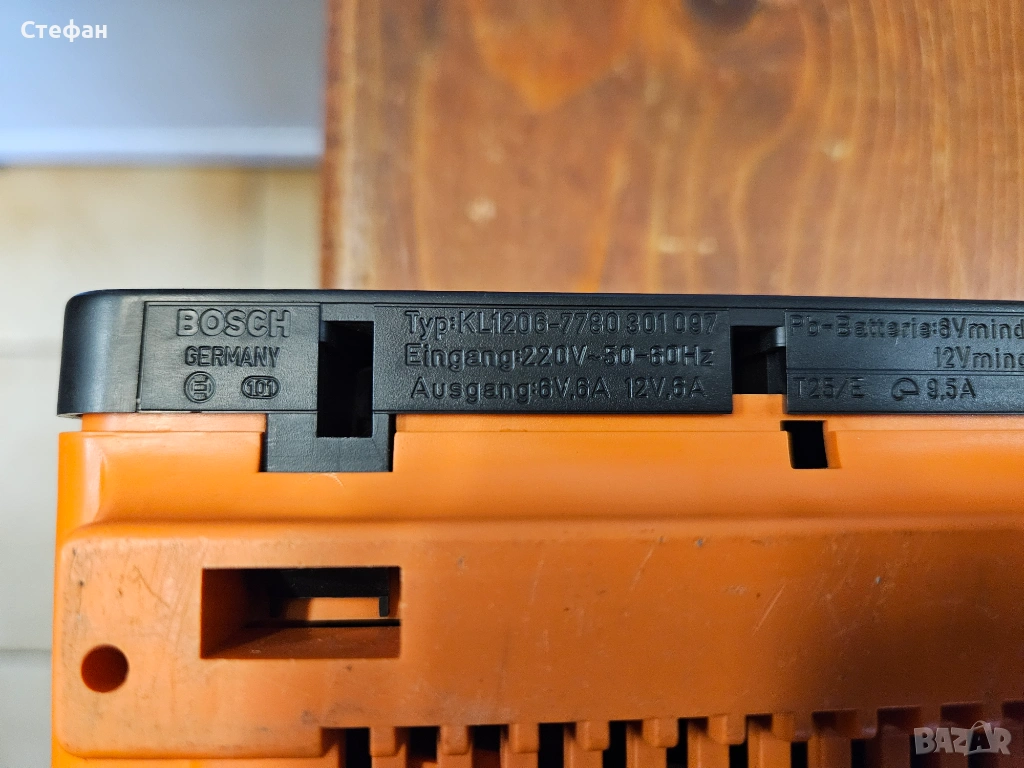 Стефан
BOSCH
GERMANY
E
101
Typ:KL1206-7780 301 097
Eingang:220V~50-60Hz
Ausgang:6V,6A 12V,6A
Pb-Batterie:6Vmind
12Vmind
T25/E 9,5A
BAZAR